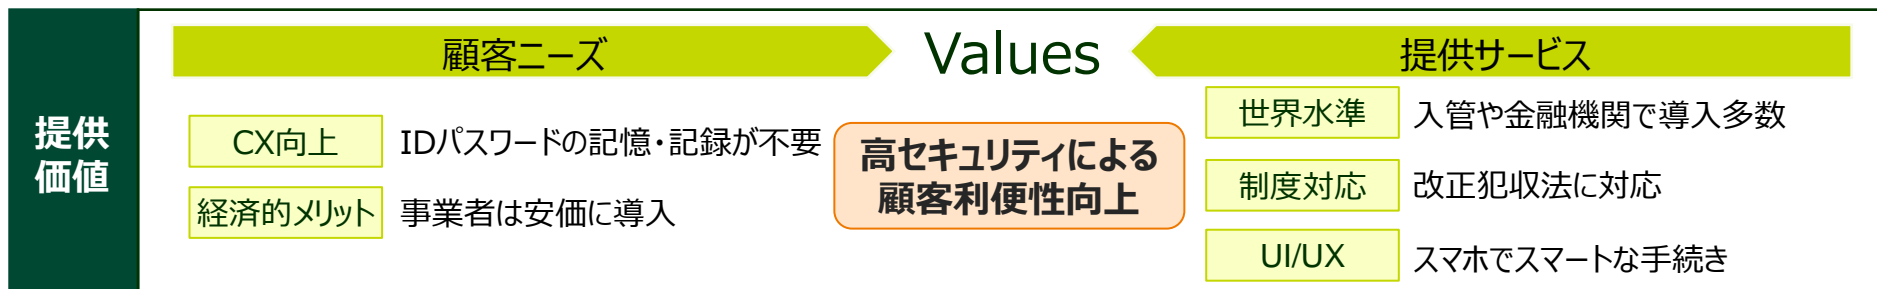 提供
価値
顧客ニーズ
Values
提供サービス
CX向上 IDパスワードの記憶・記録が不要
経済的メリット 事業者は安価に導入
高セキュリティによる
顧客利便性向上
世界水準 入管や金融機関で導入多数
制度対応 改正犯収法に対応
UI/UX スマホでスマートな手続き